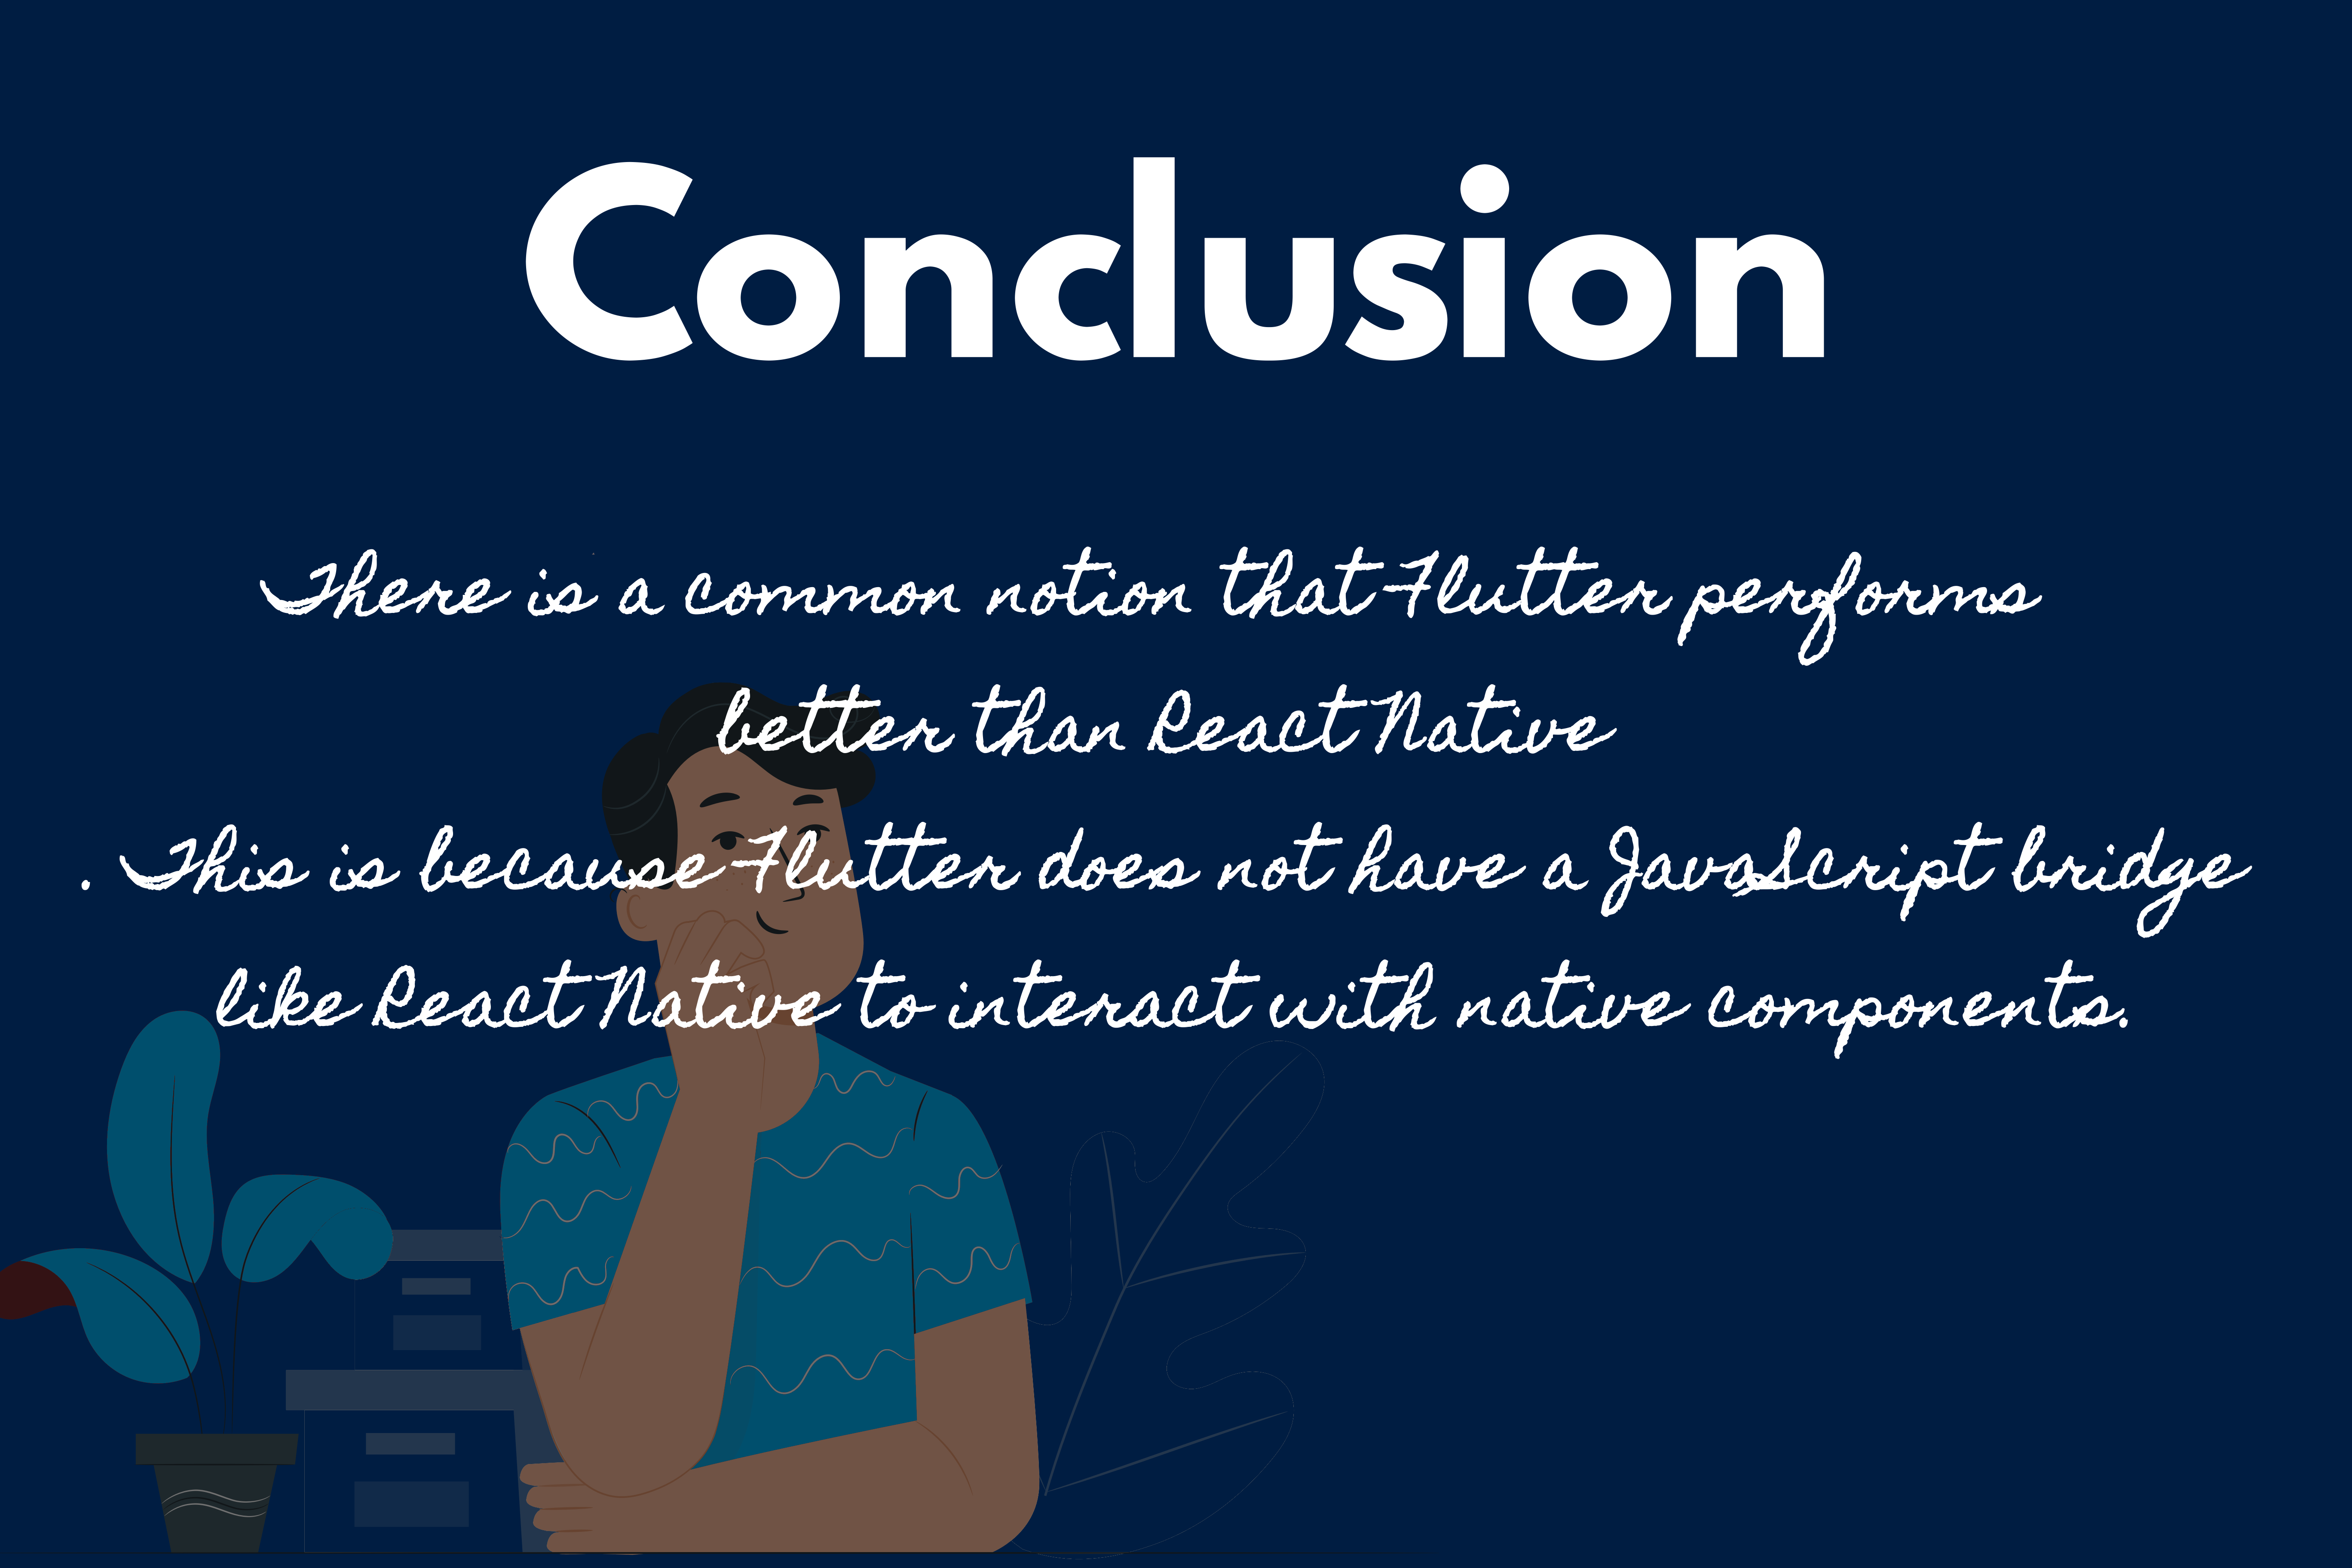 Conclusion
There is a common notion that Flutter performs
better than React Native
. This is because Flutter does not have a JavaScript bridge
like React Native to interact with native components.